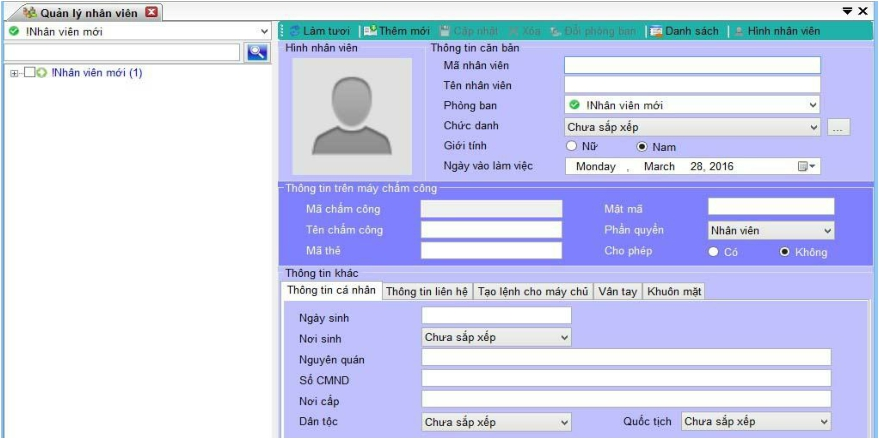 Quản lý nhân viên
!Nhân viên mới
!Nhân viên mới (1)
Làm tươi Thêm mới Cập nhật Xóa Đổi phòng ban Danh sách Hình nhân viên
Hình nhân viên
Thông tin căn bản
Mã nhân viên
Tên nhân viên
Phòng ban !Nhân viên mới
Chức danh Chưa sắp xếp ...
Giới tính Nữ Nam
Ngày vào làm việc Monday , March 28, 2016
Thông tin trên máy chấm công
Mã chấm công Mật mã
Tên chấm công Phần quyền Nhân viên
Mã thẻ Cho phép Có Không
Thông tin khác
Thông tin cá nhân Thông tin liên hệ Tạo lệnh cho máy chủ Vân tay Khuôn mặt
Ngày sinh
Nơi sinh Chưa sắp xếp
Nguyên quán
Số CMND
Nơi cấp
Dân tộc Chưa sắp xếp Quốc tịch Chưa sắp xếp